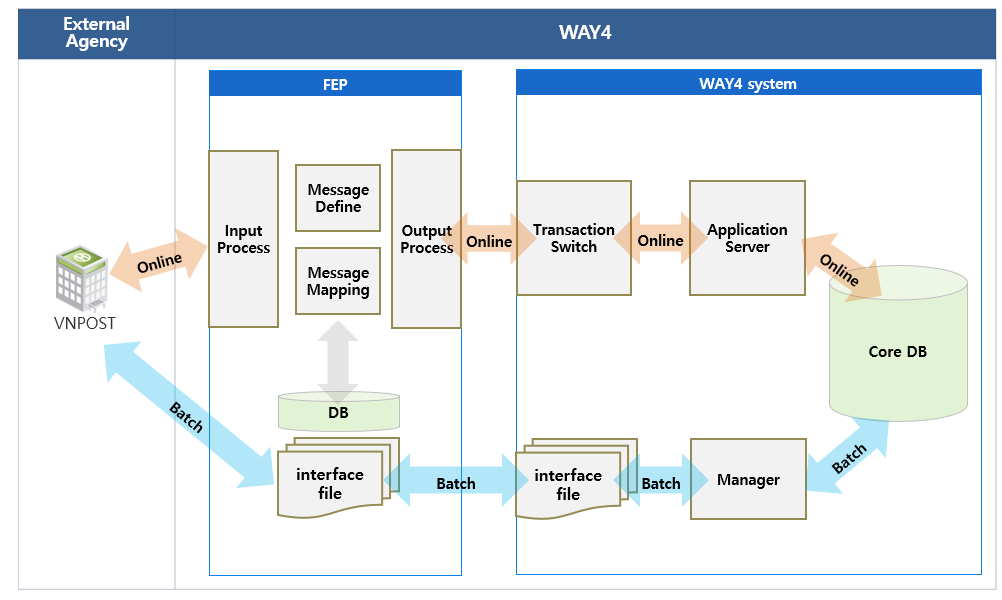 External
Agency
WAY4
FEP
WAY4 system
Input
Process
Message
Define
Message
Mapping
Output
Process
Online
Online
Transaction
Switch
Online
Application
Server
Online
Core DB
VNPOST
Batch
DB
interface
file
Batch
interface
file
Batch
Manager
Batch